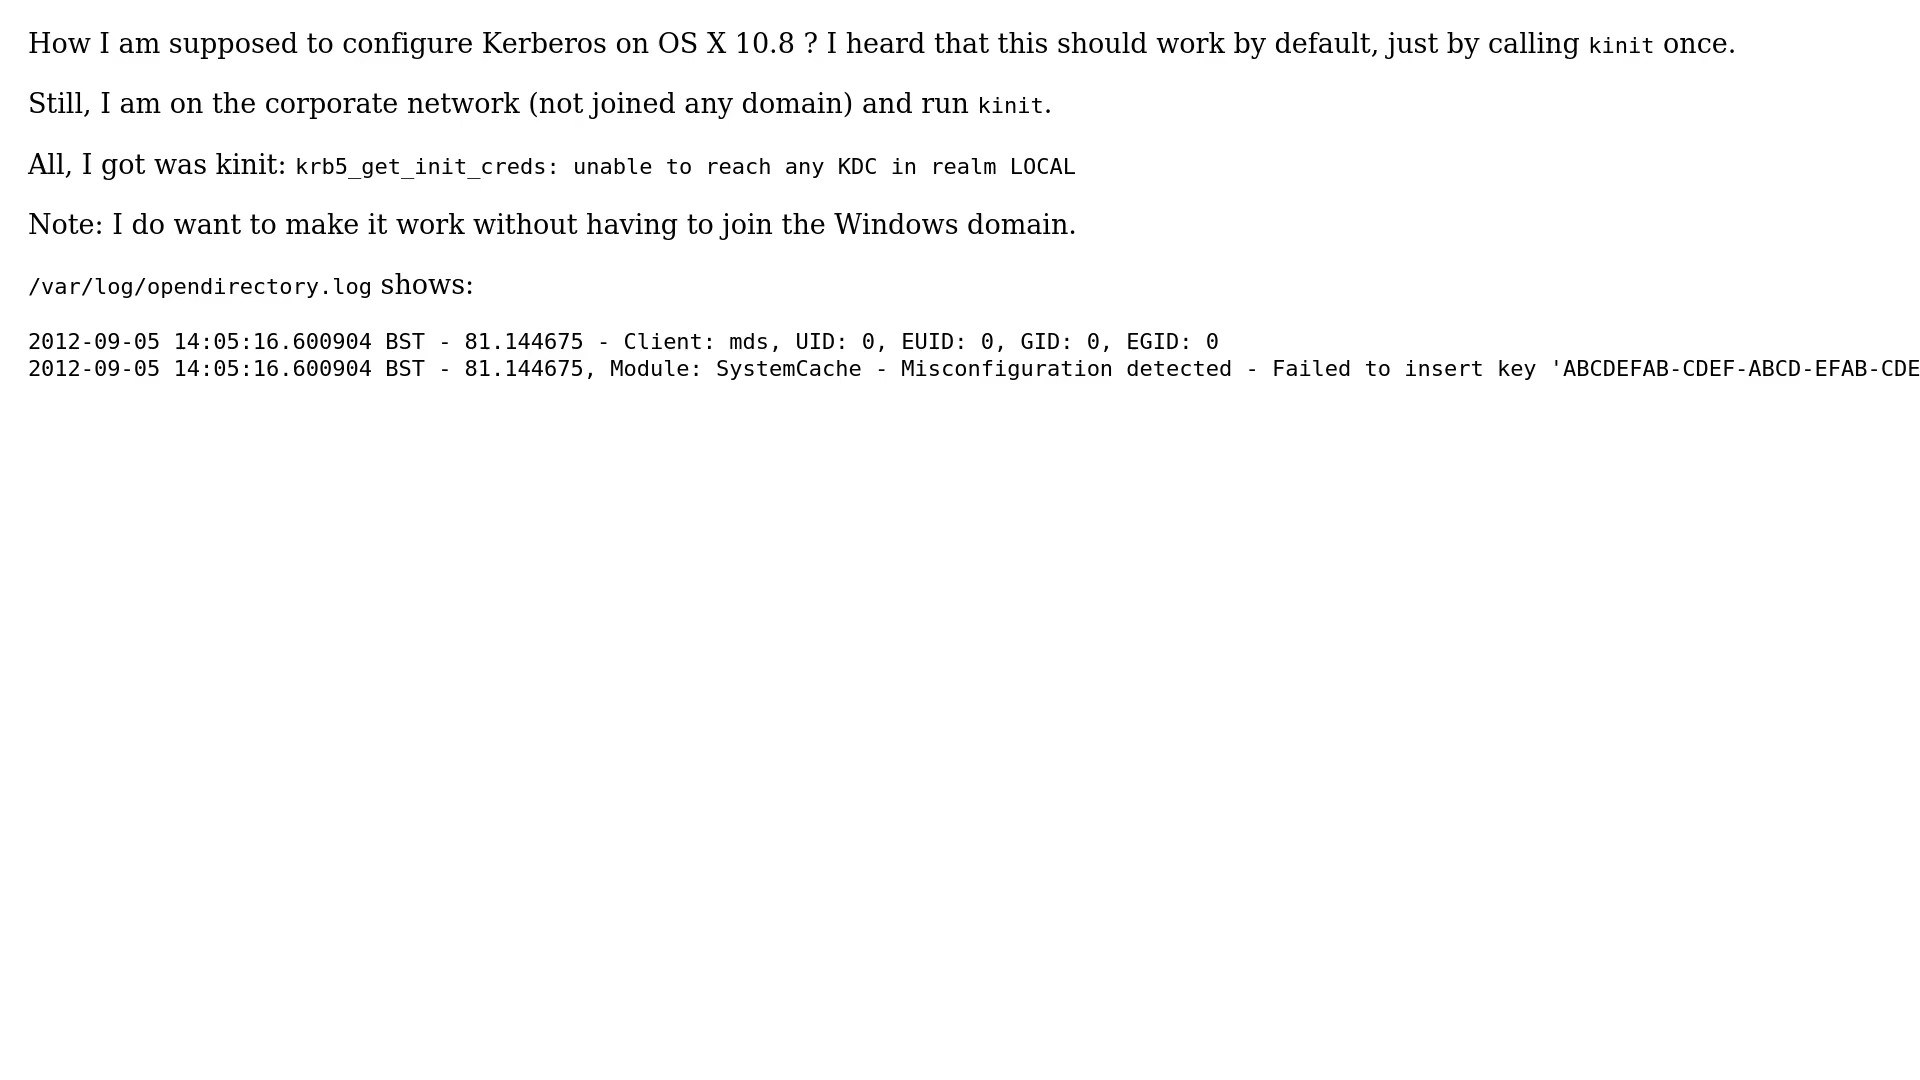 How I am supposed to configure Kerberos on OS X 10.8 ? I heard that this should work by default, just by calling kinit once.
Still, I am on the corporate network (not joined any domain) and run kinit.
All, I got was kinit: krb5_get_init_creds: unable to reach any KDC in realm LOCAL
Note: I do want to make it work without having to join the Windows domain.
/var/log/opendirectory.log shows:
2012-09-05 14:05:16.600904 BST - 81.144675 - Client: mds, UID: 0, EUID: 0, GID: 0, EGID: 0
2012-09-05 14:05:16.600904 BST - 81.144675, Module: SystemCache - Misconfiguration detected - Failed to insert key 'ABCDEFAB-CDEF-ABCD-EFAB-CDE